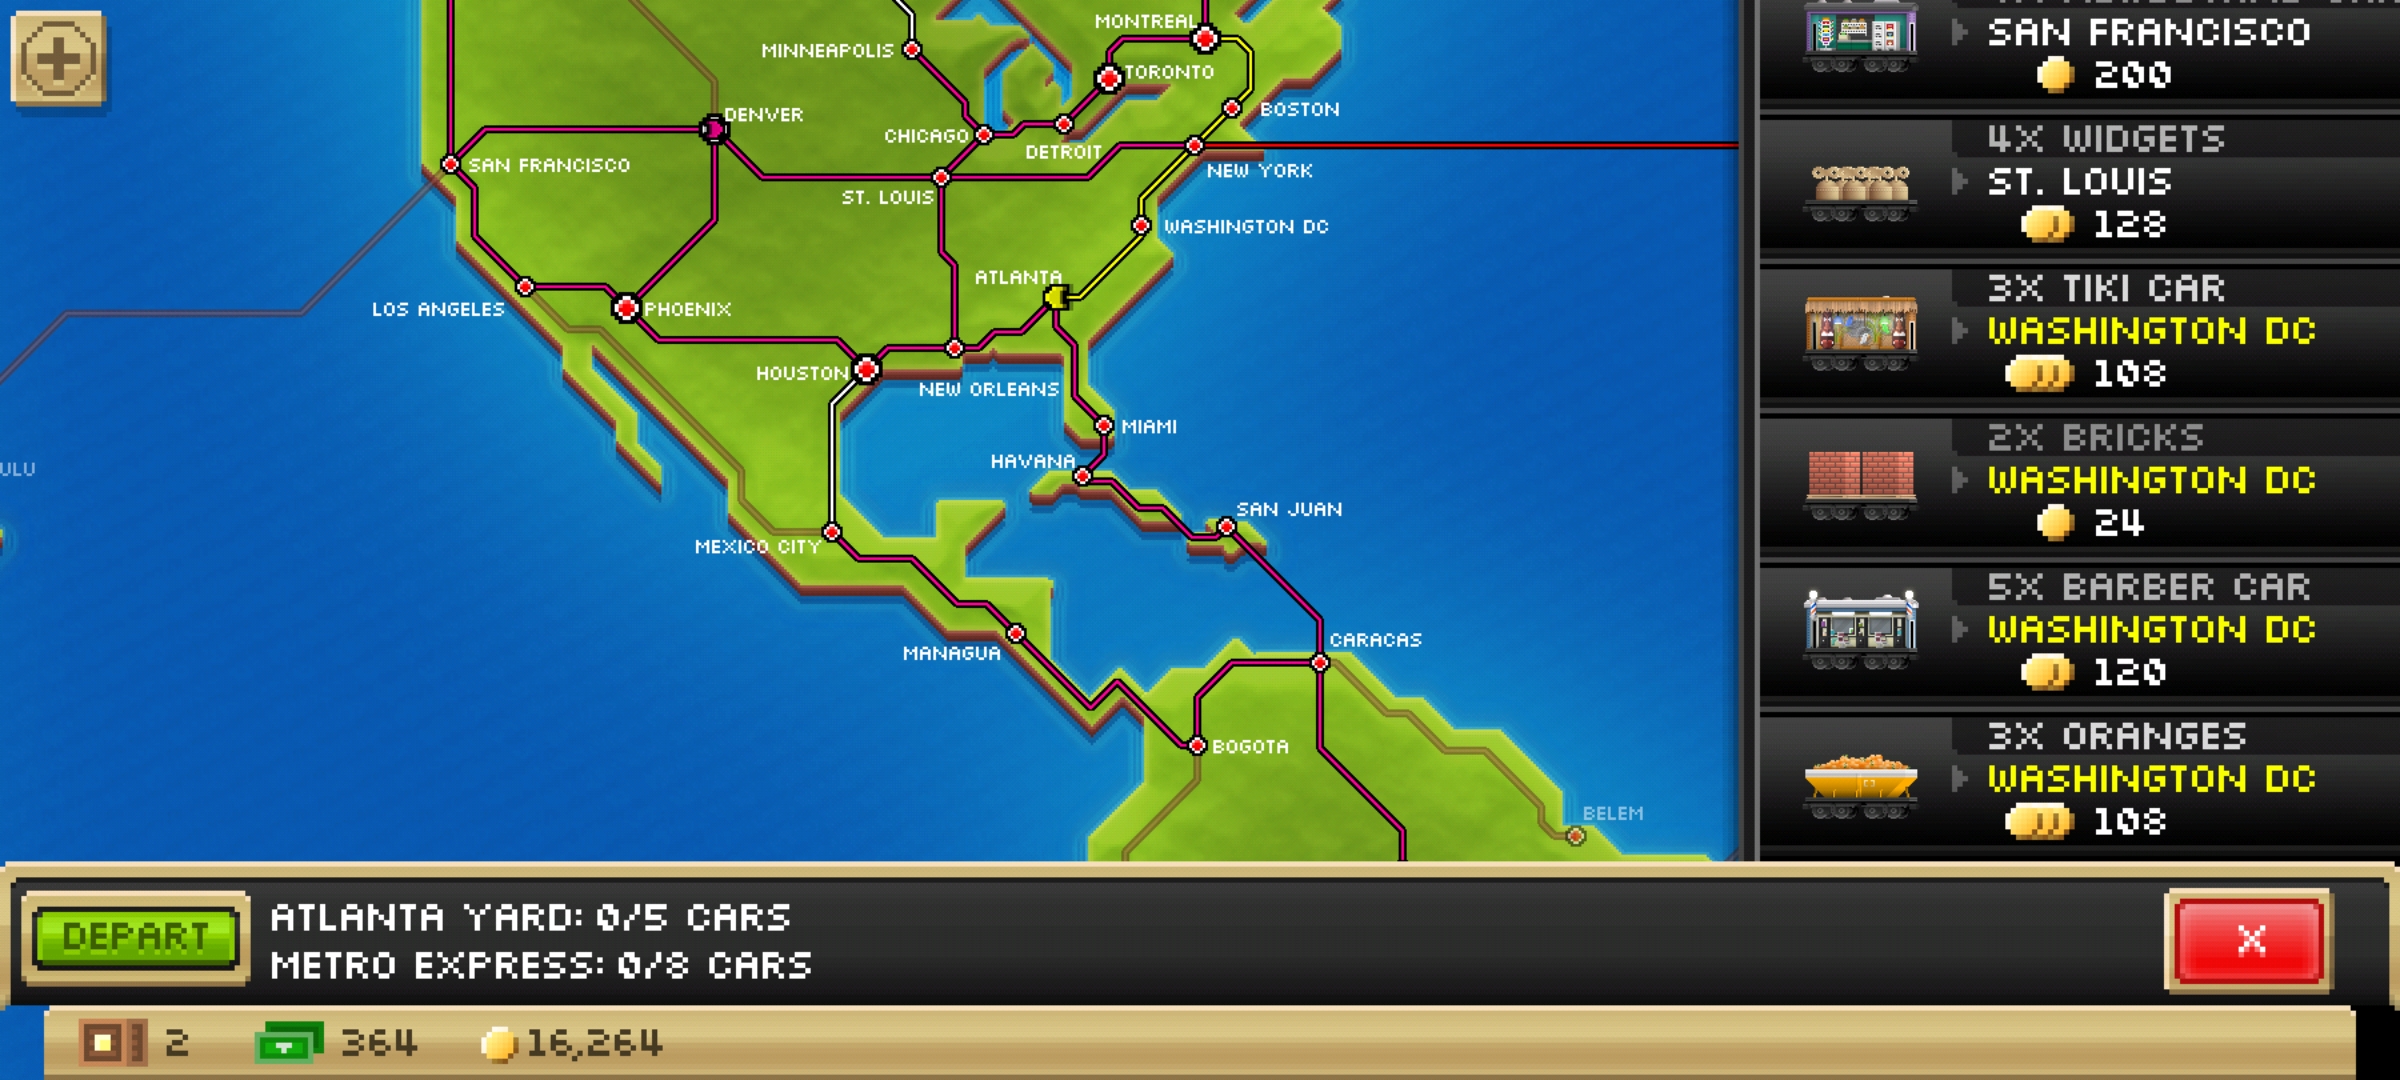 MONTREAL
MINNEAPOLIS
TORONTO
DENVER
BOSTON
CHICAGO
DETROIT
SAN FRANCISCO
NEW YORK
ST. LOUIS
WASHINGTON DC
ATLANTA
LOS ANGELES
PHOENIX
HOUSTON
NEW ORLEANS
MIAMI
HAVANA
ULU
SAN JUAN
MEXICO CITY
CARACAS
MANAGUA
BOGOTA
BELEM
SAN FRANCISCO
200
4X WIDGETS
ST. LOUIS
128
3X TIKI CAR
WASHINGTON DC
108
2X BRICKS
WASHINGTON DC
24
5X BARBER CAR
WASHINGTON DC
120
3X ORANGES
WASHINGTON DC
108
DEPART
ATLANTA YARD: 0/5 CARS
METRO EXPRESS: 0/8 CARS
X
2
364
16,264